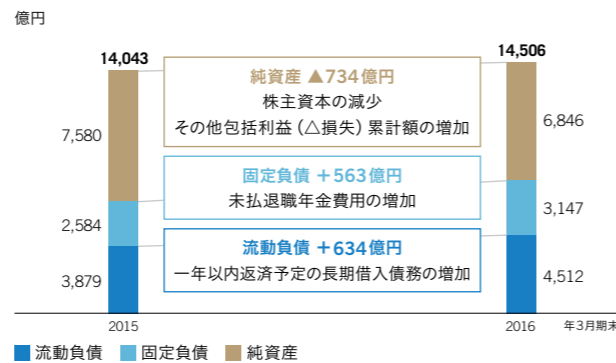 億円
14,043
14,506
純資産 ▲734億円
株主資本の減少
その他包括利益（△損失）累計額の増加
7,580
6,846
固定負債 ＋563億円
未払退職年金費用の増加
2,584
3,147
流動負債 ＋634億円
一年以内返済予定の長期借入債務の増加
3,879
4,512
2015
2016
年3月期末
流動負債
固定負債
純資産